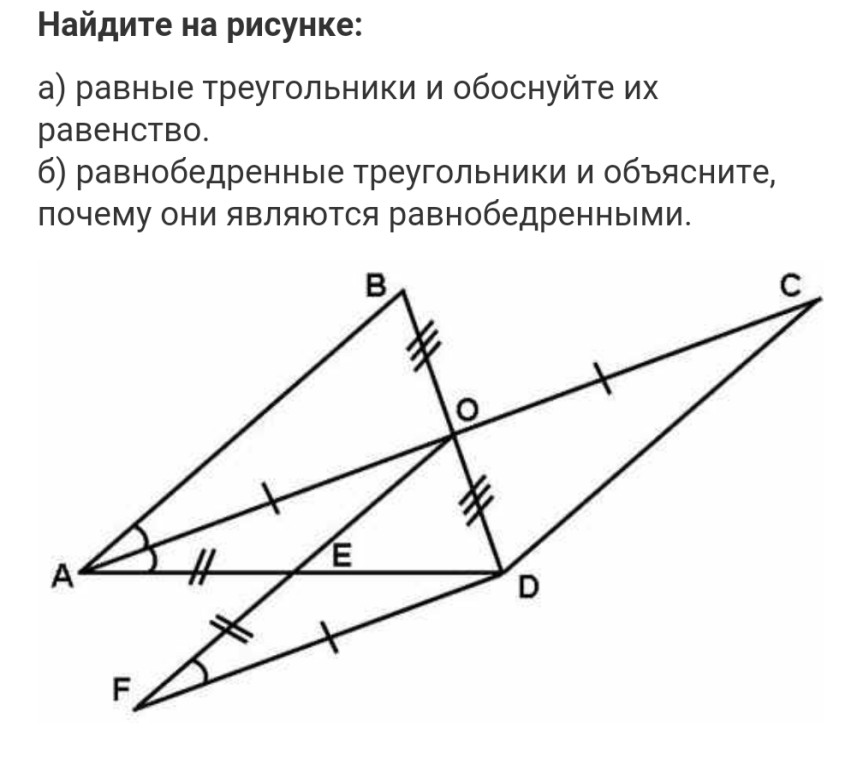 Найдите на рисунке:
а) равные треугольники и обоснуйте их
равенство.
б) равнобедренные треугольники и объясните,
почему они являются равнобедренными.
B
C
O
A
E
D
F